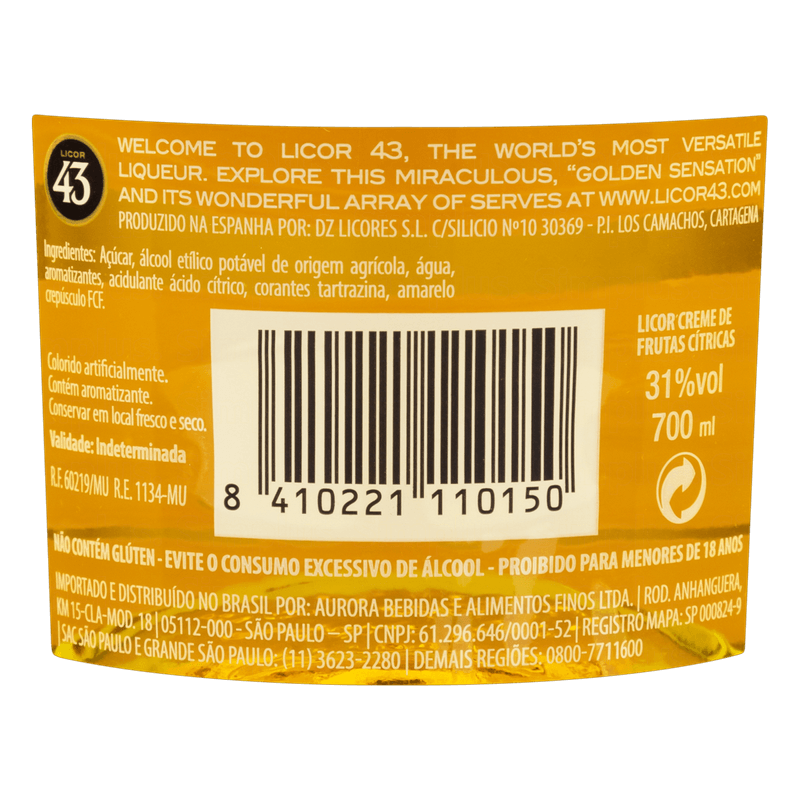 LICOR
43
WELCOME TO LICOR 43, THE WORLD'S MOST VERSATILE
LIQUEUR. EXPLORE THIS MIRACULOUS, "GOLDEN SENSATION"
AND ITS WONDERFUL ARRAY OF SERVES AT WWW.LICOR43.COM
PRODUZIDO NA ESPANHA POR: DZ LICORES S.L. C/SILICIO Nº10 30369 - P.I. LOS CAMACHOS, CARTAGENA
Ingredientes: Açúcar, álcool etílico potável de origem agrícola, água,
aromatizantes, acidulante ácido cítrico, corantes tartrazina, amarelo
crepúsculo FCF.
LICOR CREME DE
FRUTAS CÍTRICAS
31%vol
700 ml
Colorido artificialmente.
Contém aromatizante.
Conservar em local fresco e seco.
Validade: Indeterminada
R.F. 60219/MU R.E. 1134-MU
8 410221 110150
NÃO CONTÉM GLÚTEN - EVITE O CONSUMO EXCESSIVO DE ÁLCOOL - PROIBIDO PARA MENORES DE 18 ANOS
IMPORTADO E DISTRIBUÍDO NO BRASIL POR: AURORA BEBIDAS E ALIMENTOS FINOS LTDA. | ROD. ANHANGUERA,
KM 15-CLA-MOD. 18 | 05112-000 - SÃO PAULO - SP | CNPJ: 61.296.646/0001-52 | REGISTRO MAPA: SP 000824-9
| SAC SÃO PAULO E GRANDE SÃO PAULO: (11) 3623-2280 | DEMAIS REGIÕES: 0800-7711600